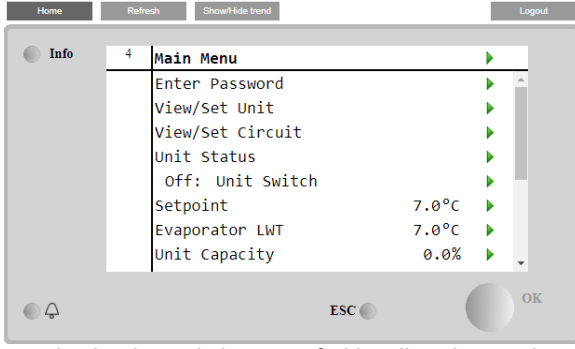 Home Refresh Show/Hide trend Logout
Info
4 Main Menu
Enter Password
View/Set Unit
View/Set Circuit
Unit Status
Off: Unit Switch
Setpoint 7.0°C
Evaporator LWT 7.0°C
Unit Capacity 0.0%
ESC
OK